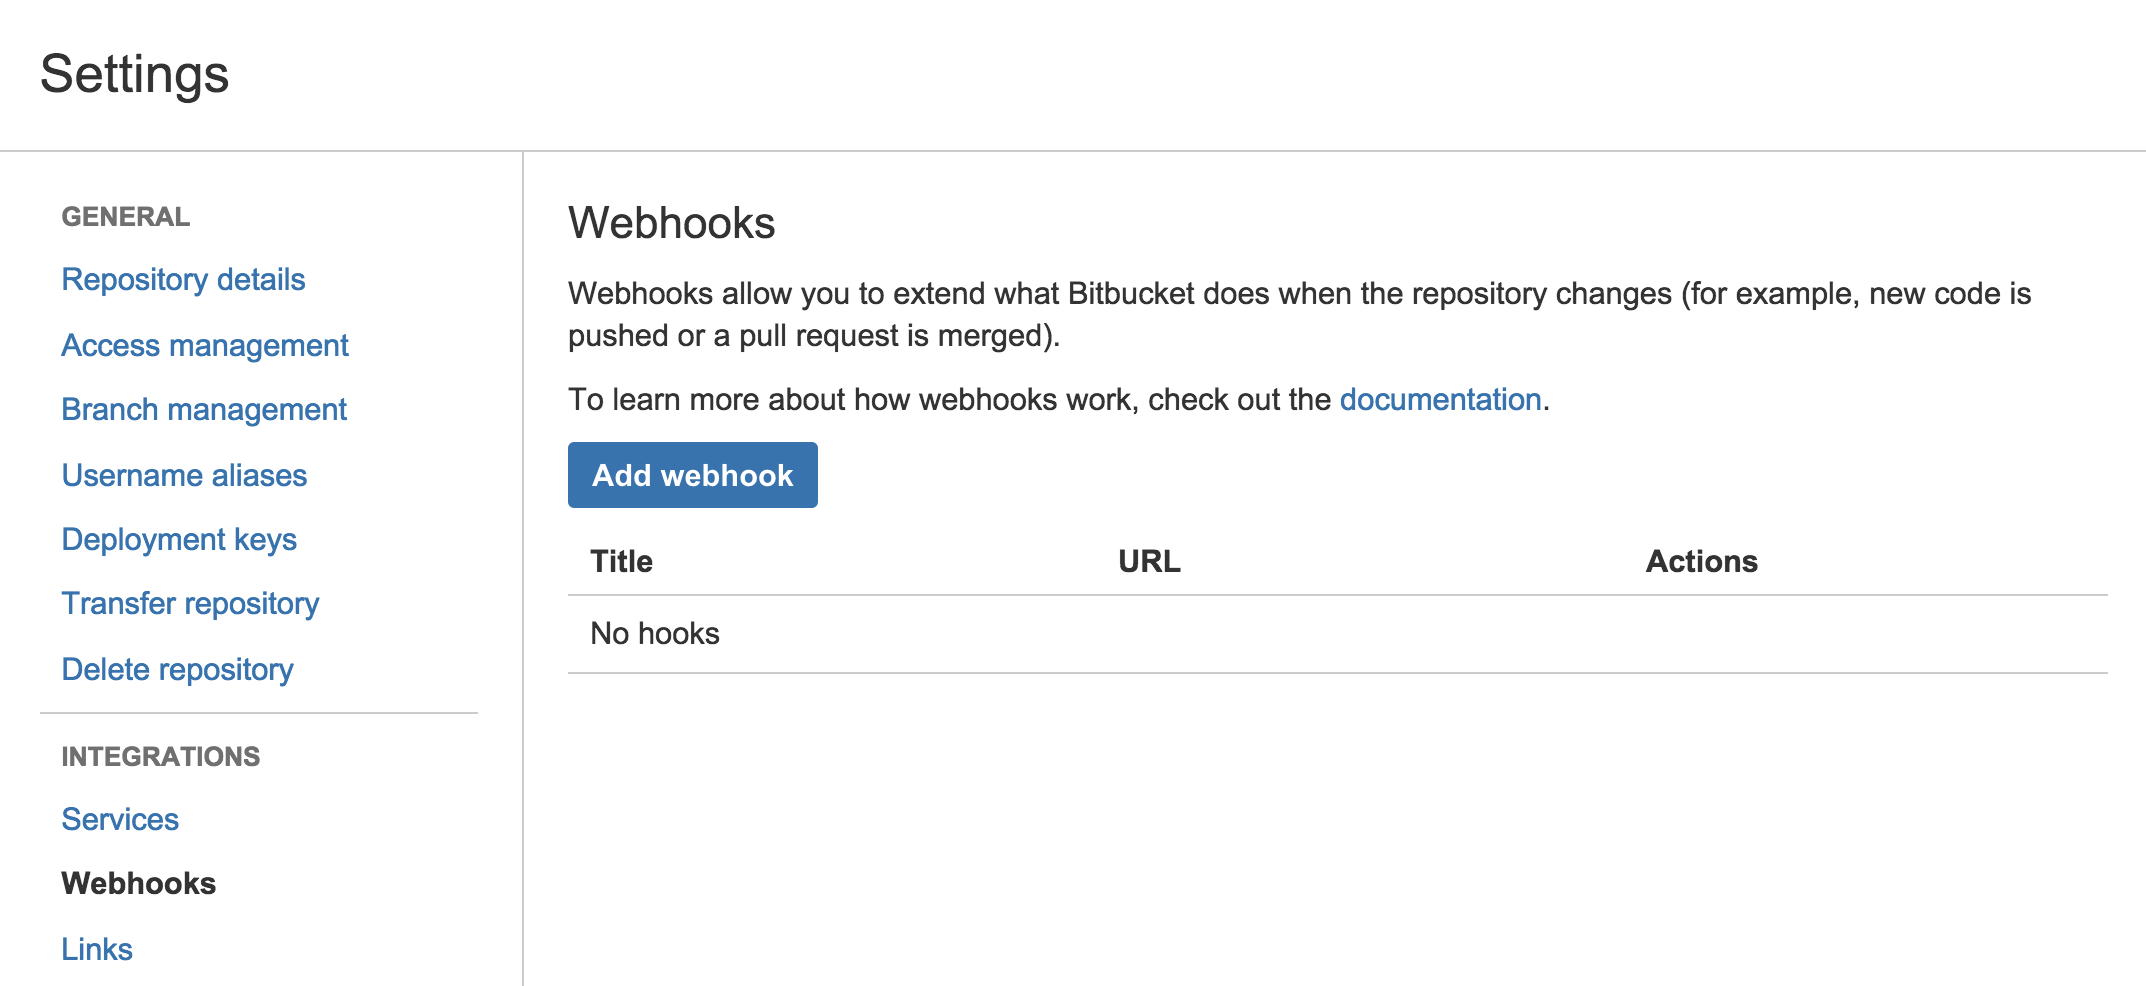 Settings
GENERAL
Repository details
Access management
Branch management
Username aliases
Deployment keys
Transfer repository
Delete repository
INTEGRATIONS
Services
Webhooks
Links
Webhooks
Webhooks allow you to extend what Bitbucket does when the repository changes (for example, new code is
pushed or a pull request is merged).
To learn more about how webhooks work, check out the documentation.
Add webhook
Title URL Actions
No hooks